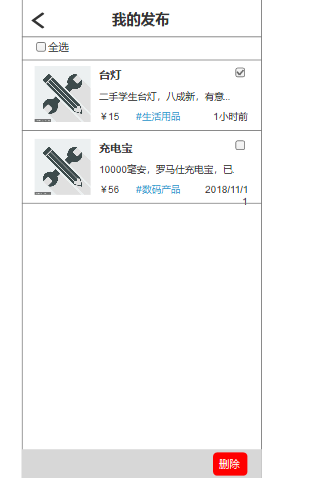 我的发布
全选
台灯
二手学生台灯，八成新，有意...
￥15 #生活用品 1小时前
充电宝
10000毫安，罗马仕充电宝，已.
￥56 #数码产品 2018/11/1
1
删除